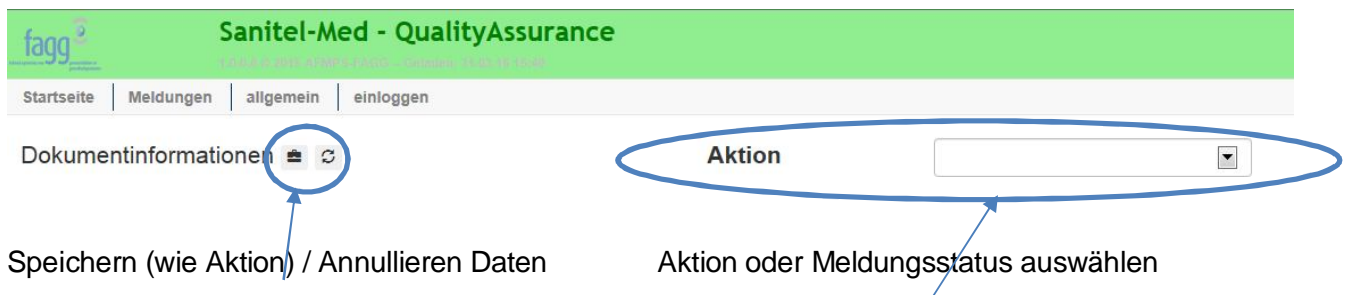 fagg
Sanitel-Med - QualityAssurance
Startseite Meldungen allgemein einloggen
Dokumentinformationen Aktion
Speichern (wie Aktion) / Annullieren Daten Aktion oder Meldungsstatus auswählen